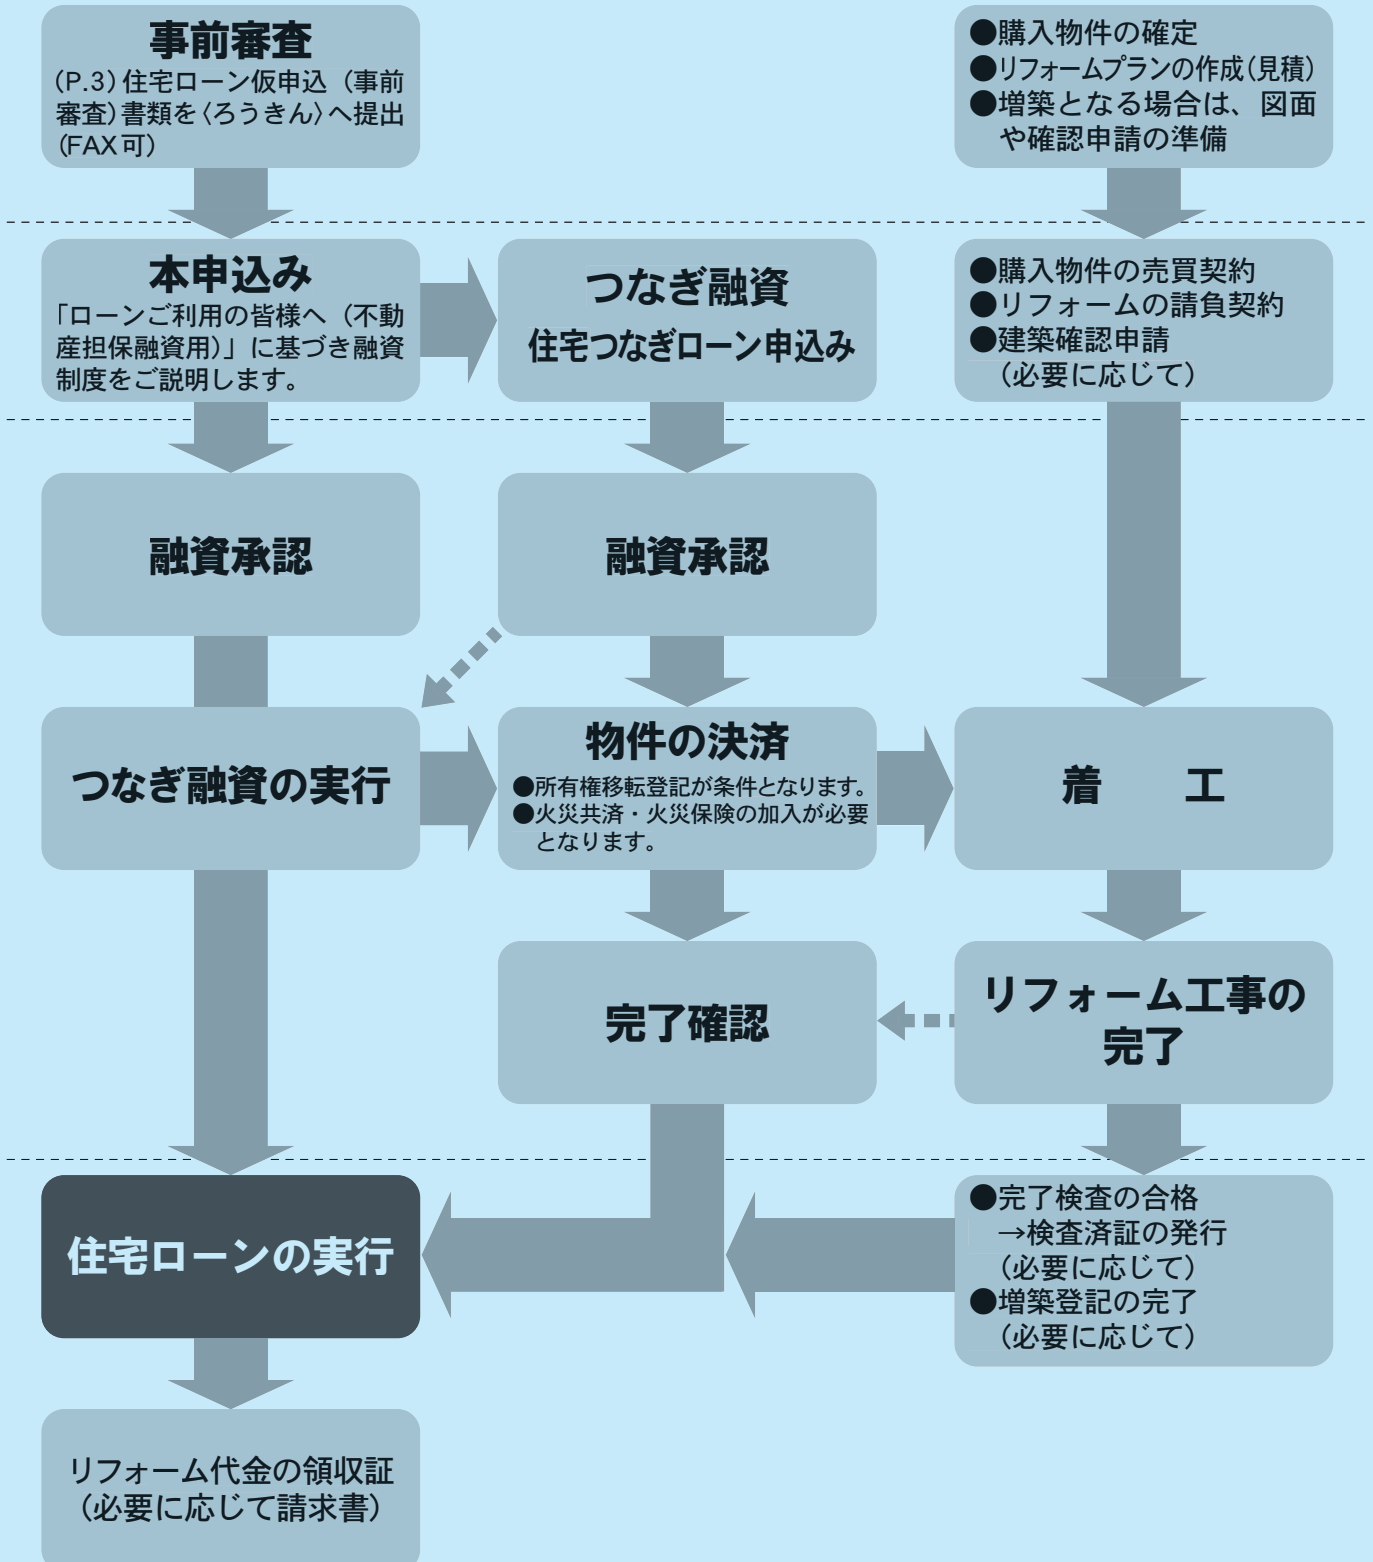 事前審査
(P.3)住宅ローン仮申込(事前
審査)書類を〈ろうきん〉へ提出
(FAX可)
●購入物件の確定
●リフォームプランの作成(見積)
●増築となる場合は、図面
や確認申請の準備
本申込み
「ローンご利用の皆様へ(不動
産担保融資用)」に基づき融資
制度をご説明します。
つなぎ融資
住宅つなぎローン申込み
●購入物件の売買契約
●リフォームの請負契約
●建築確認申請
(必要に応じて)
融資承認
融資承認
つなぎ融資の実行
物件の決済
●所有権移転登記が条件となります。
●火災共済・火災保険の加入が必要
となります。
着 工
完了確認
リフォーム工事の
完了
住宅ローンの実行
●完了検査の合格
→検査済証の発行
(必要に応じて)
●増築登記の完了
(必要に応じて)
リフォーム代金の領収証
(必要に応じて請求書)